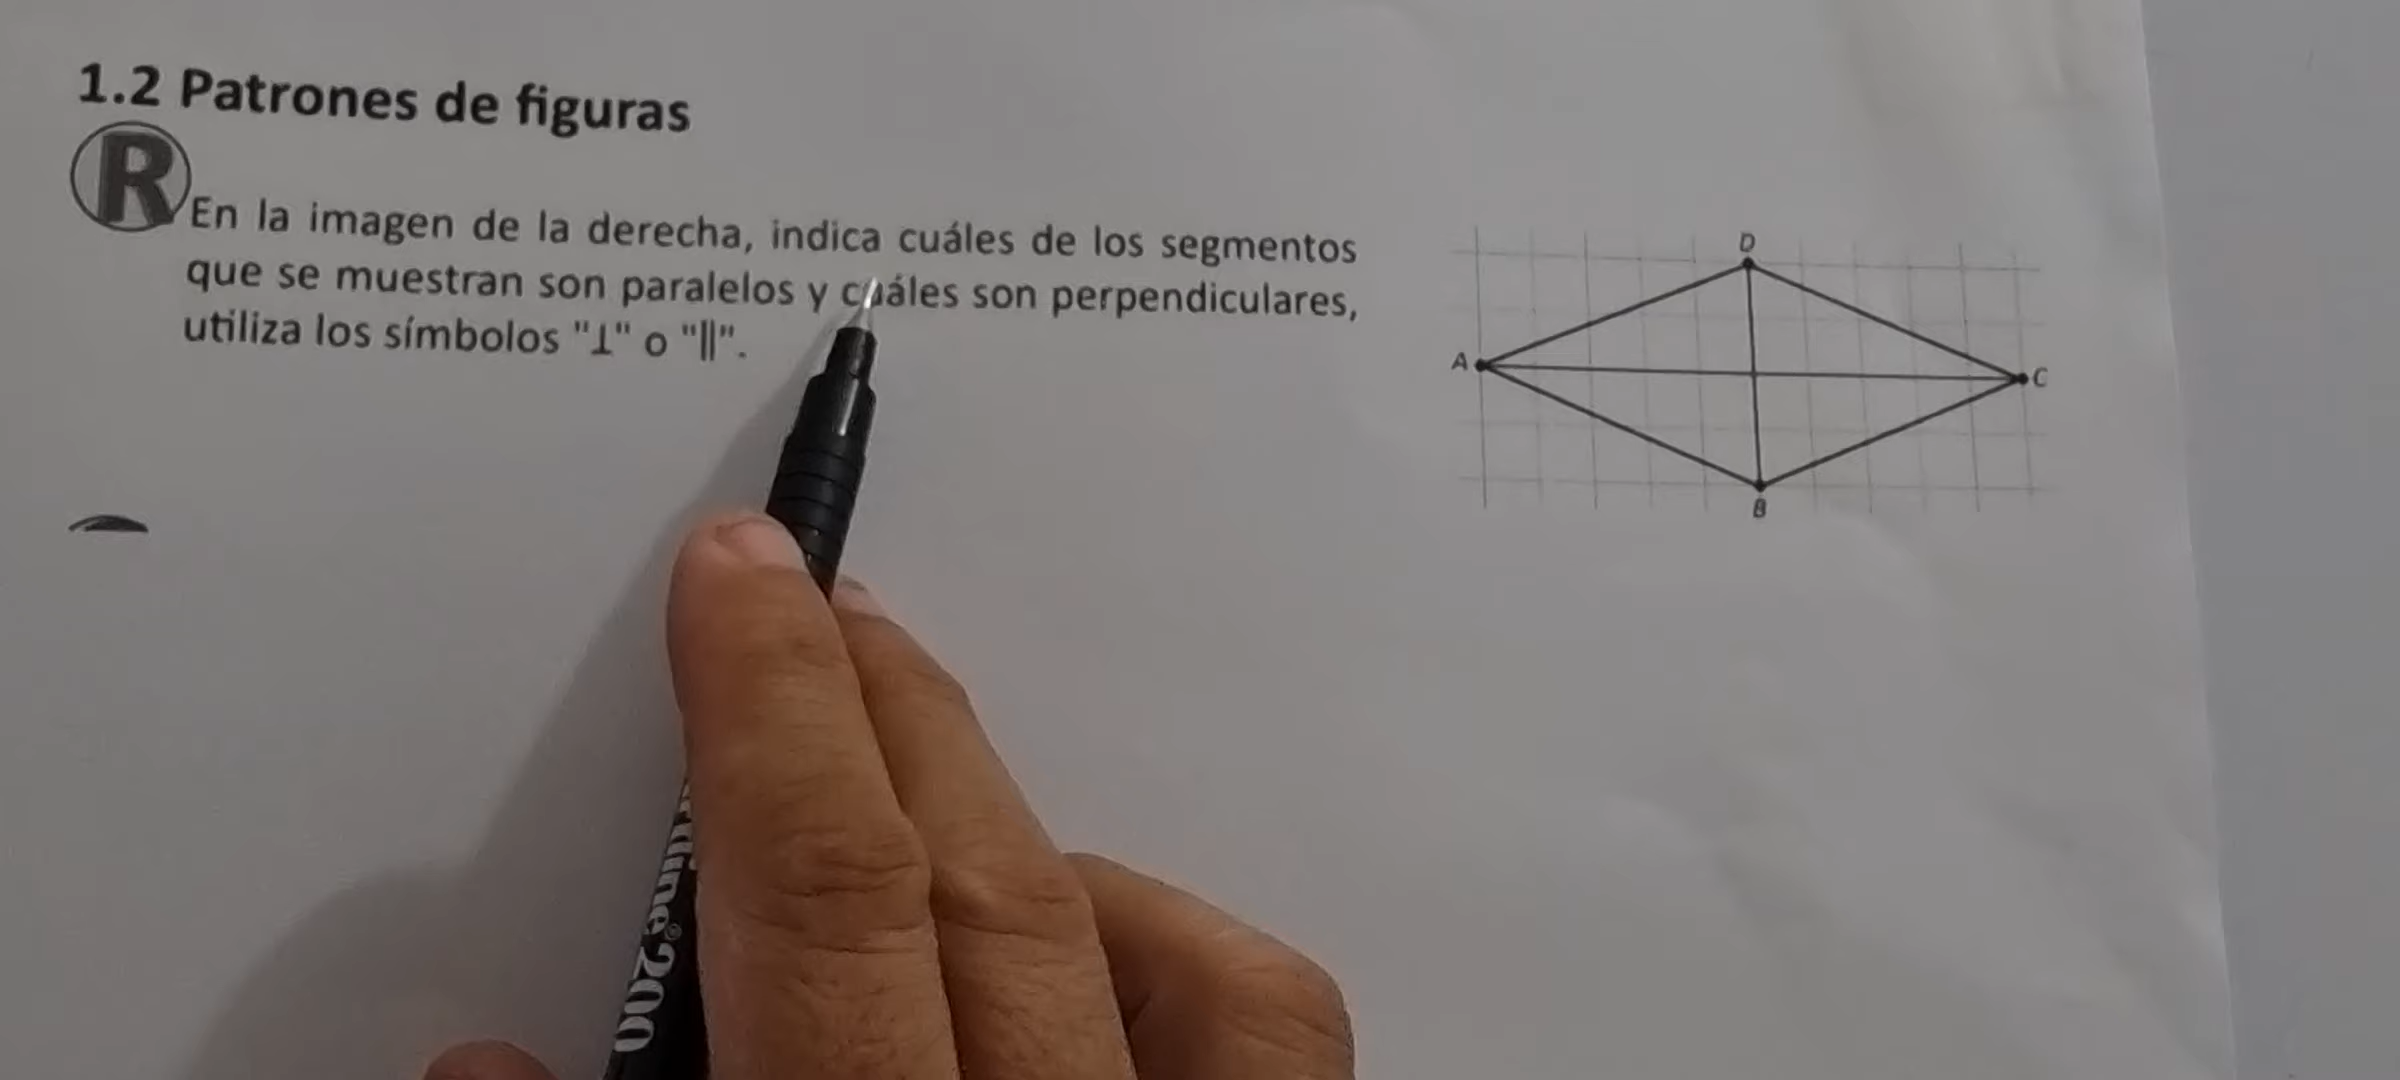 1.2 Patrones de figuras
R
En la imagen de la derecha, indica cuáles de los segmentos
que se muestran son paralelos y cuáles son perpendiculares,
utiliza los símbolos "⊥" o "||".
D
A
C
B
2000